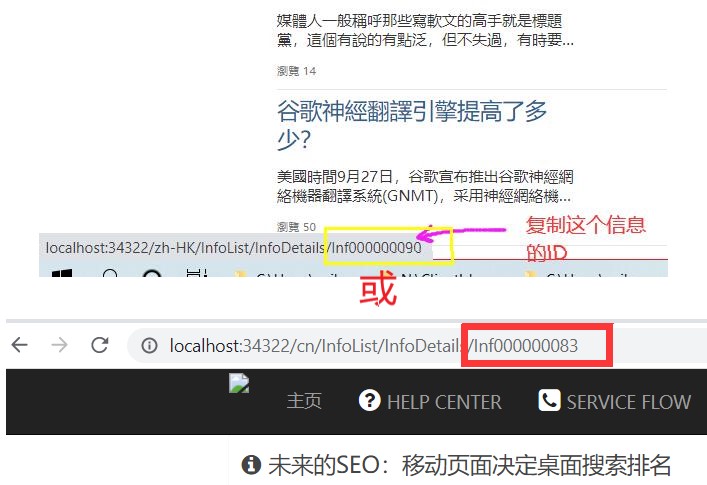 媒體人一般稱呼那些寫軟文的高手就是標題
黨，這個有說的有點泛，但不失過，有時要...
瀏覽 14
谷歌神經翻譯引擎提高了多
少？
美國時間9月27日，谷歌宣布推出谷歌神經網
絡機器翻譯系統(GNMT)，采用神經網絡機...
瀏覽 50
复制这个信息
的ID
localhost:34322/zh-HK/InfoList/InfoDetails/Inf000000090
或
localhost:34322/cn/InfoList/InfoDetails/Inf000000083
主页
HELP CENTER
SERVICE FLOW
未来的SEO：移动页面决定桌面搜索排名